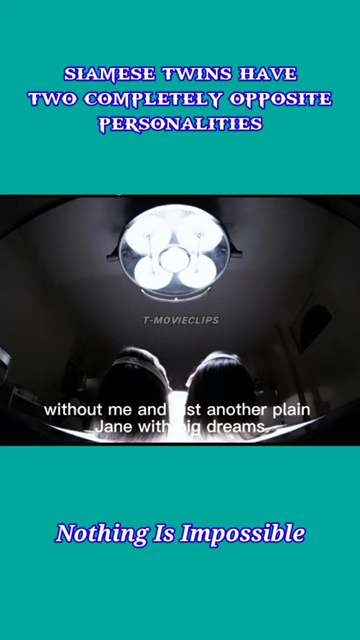 SIAMESE TWINS HAVE
TWO COMPLETELY OPPOSITE
PERSONALITIES
T-MOVIECLIPS
without me and just another plain
Jane with big dreams.
Nothing Is Impossible